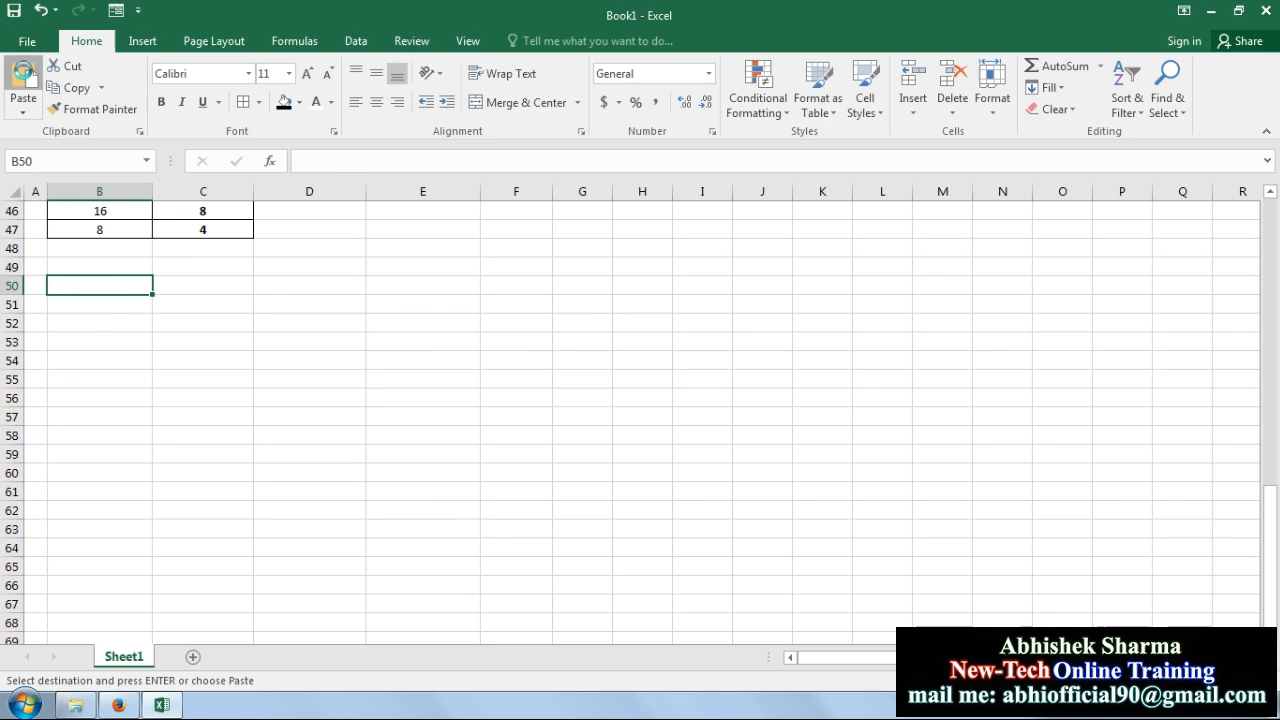 Book1 - Excel
File Home Insert Page Layout Formulas Data Review View Tell me what you want to do... Sign in Share
Paste Cut Copy Format Painter
Calibri 11
B I U A
Wrap Text
Merge & Center
General
$ % ,
Conditional Formatting Format as Table Cell Styles
Insert Delete Format
AutoSum Fill Clear
Sort & Filter Find & Select
Clipboard Font Alignment Number Styles Cells Editing
B50 fx
A B C D E F G H I J K L M N O P Q R
46 16 8
47 8 4
48
49
50
51
52
53
54
55
56
57
58
59
60
61
62
63
64
65
66
67
68
69
Sheet1
Select destination and press ENTER or choose Paste
Abhishek Sharma
New-Tech Online Training
mail me: abhiofficial90@gmail.com